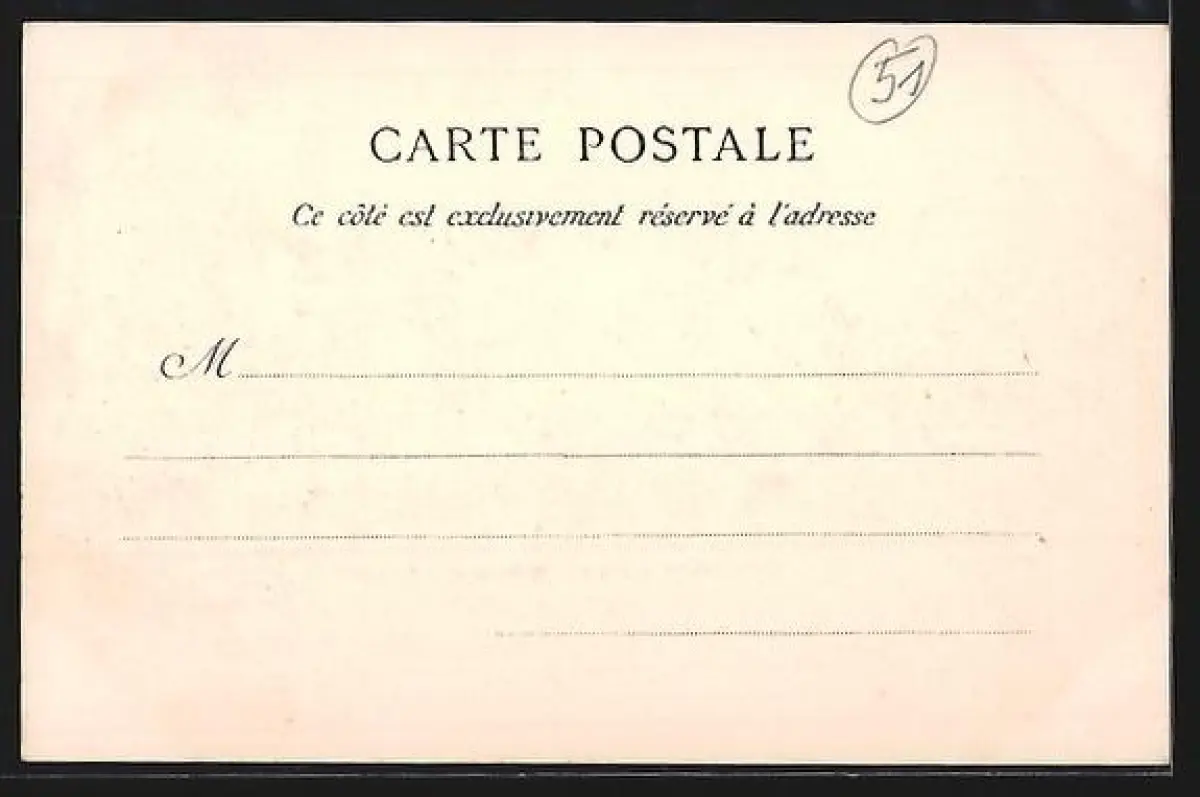 51
CARTE POSTALE
Ce côté est exclusivement réservé à l'adresse
M